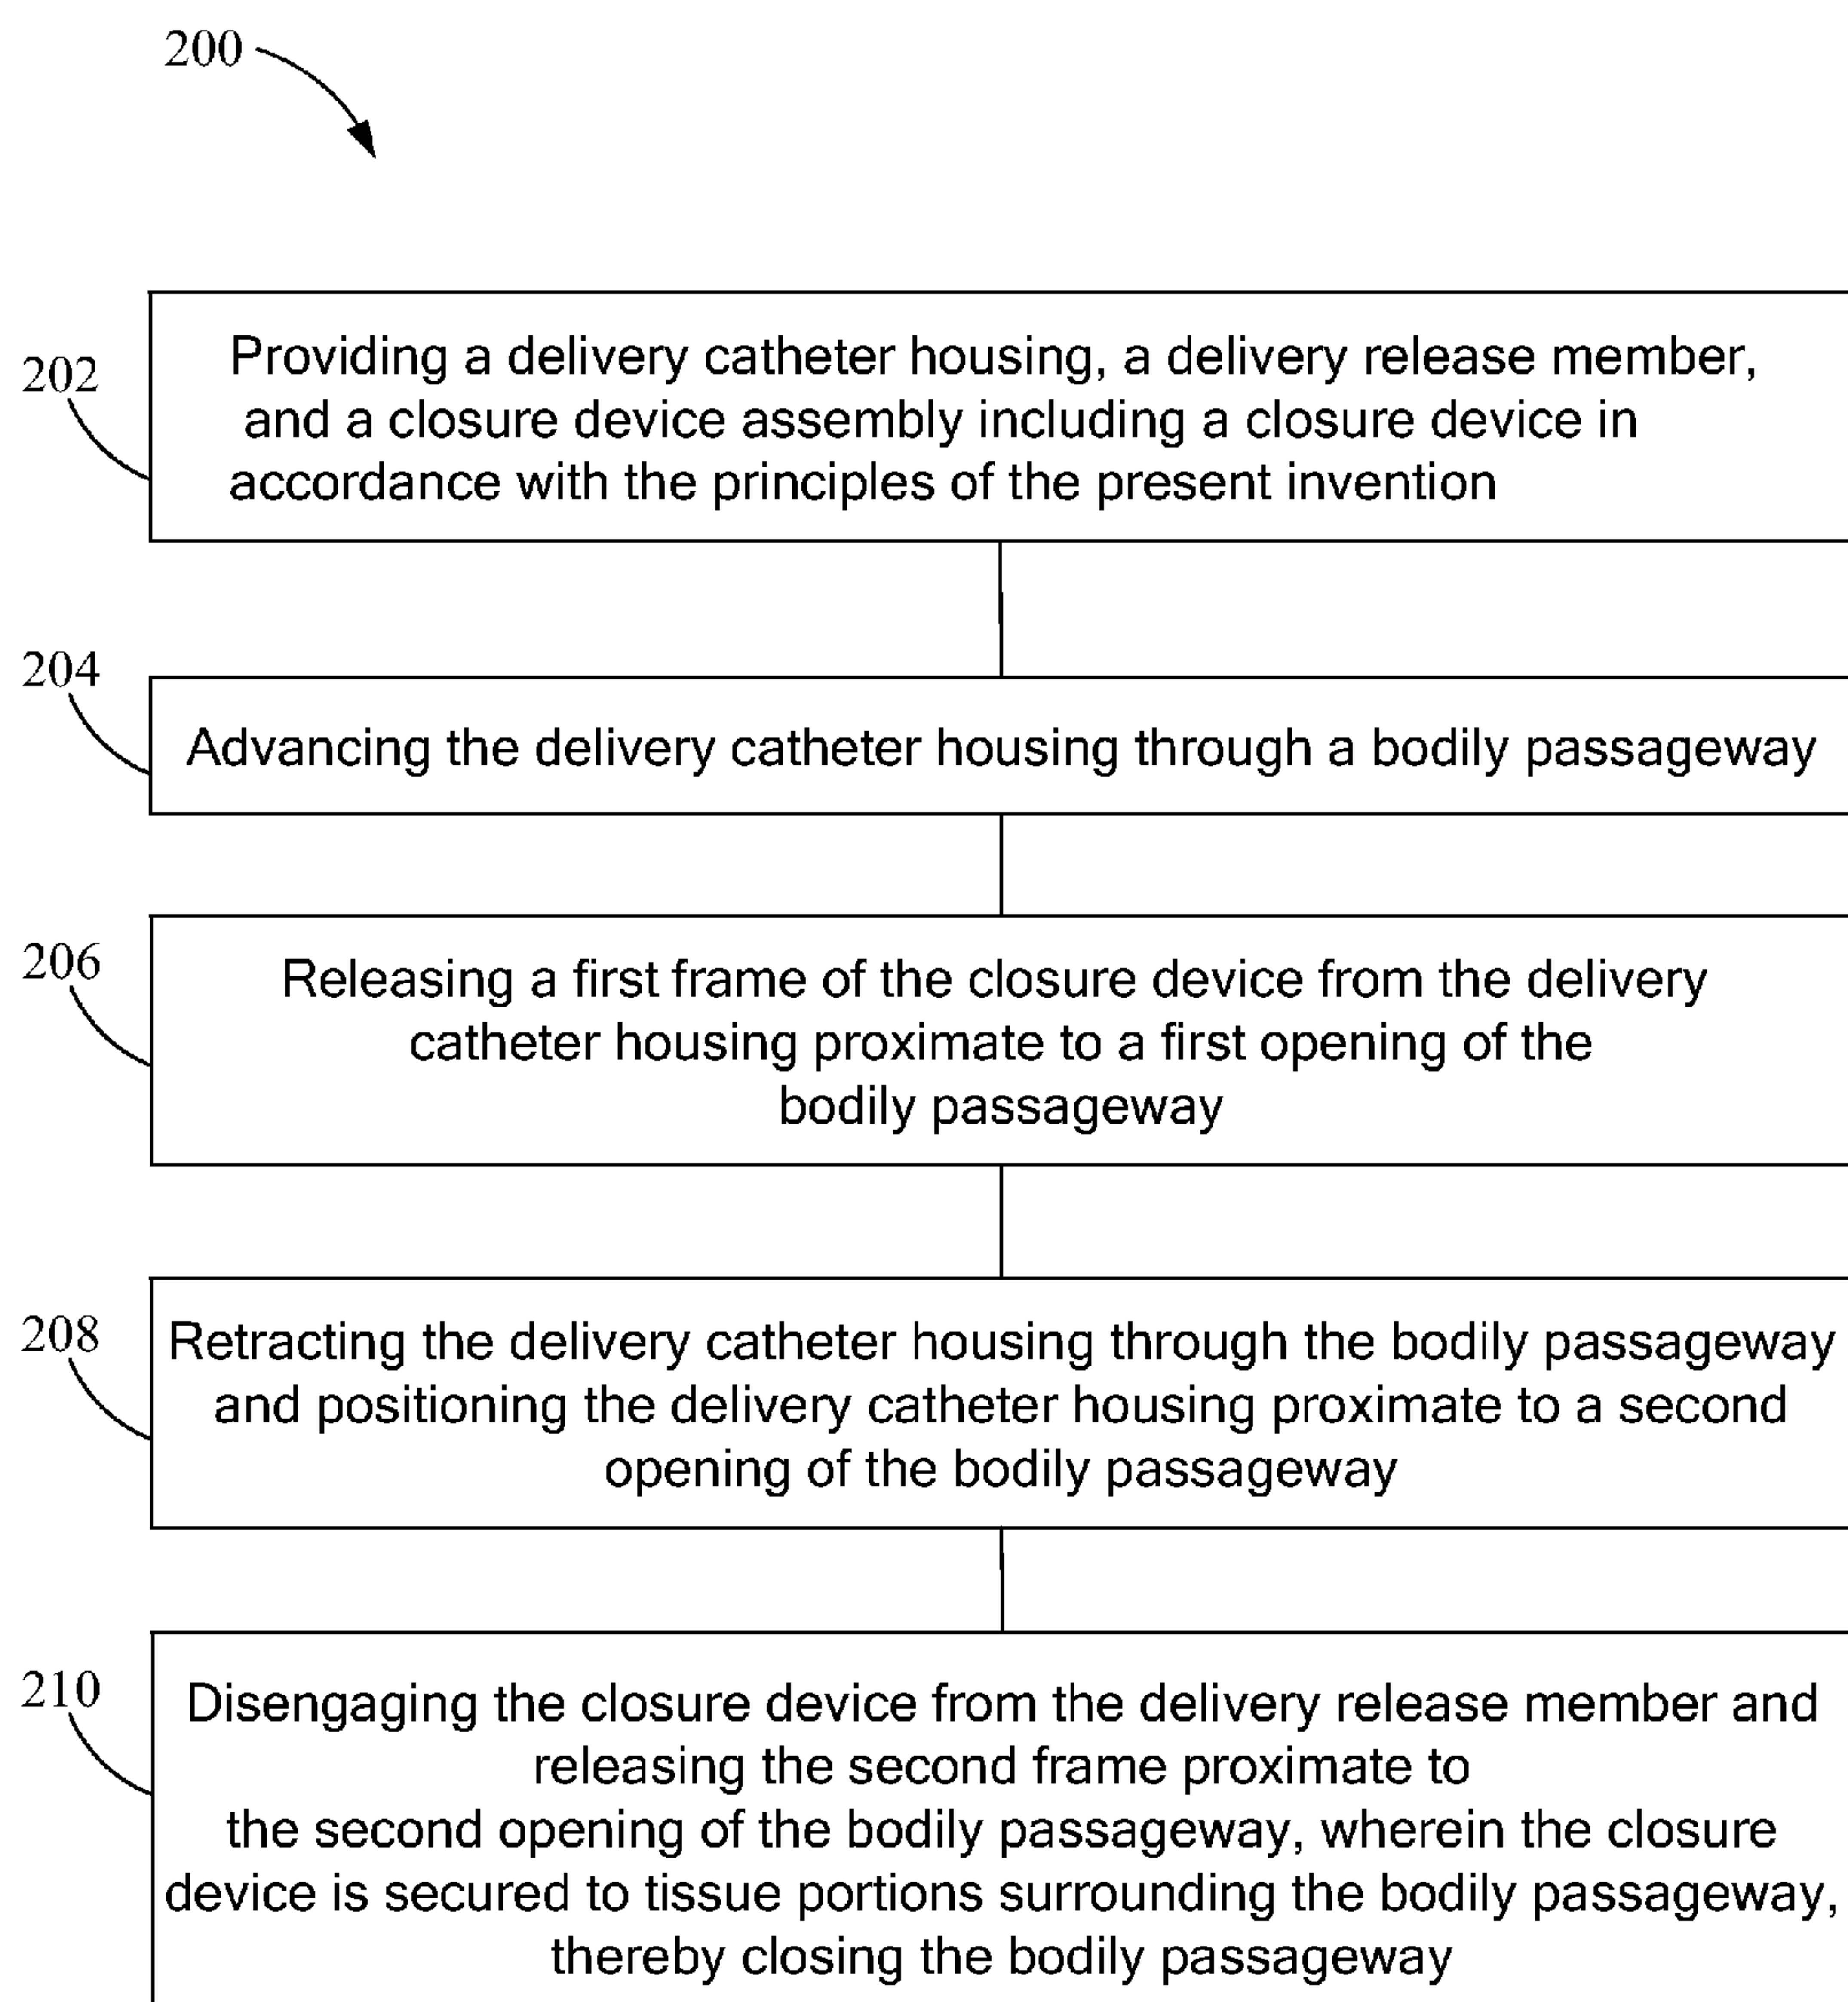 200
202
Providing a delivery catheter housing, a delivery release member,
and a closure device assembly including a closure device in
accordance with the principles of the present invention
204
Advancing the delivery catheter housing through a bodily passageway
206
Releasing a first frame of the closure device from the delivery
catheter housing proximate to a first opening of the
bodily passageway
208
Retracting the delivery catheter housing through the bodily passageway
and positioning the delivery catheter housing proximate to a second
opening of the bodily passageway
210
Disengaging the closure device from the delivery release member and
releasing the second frame proximate to
the second opening of the bodily passageway, wherein the closure
device is secured to tissue portions surrounding the bodily passageway,
thereby closing the bodily passageway